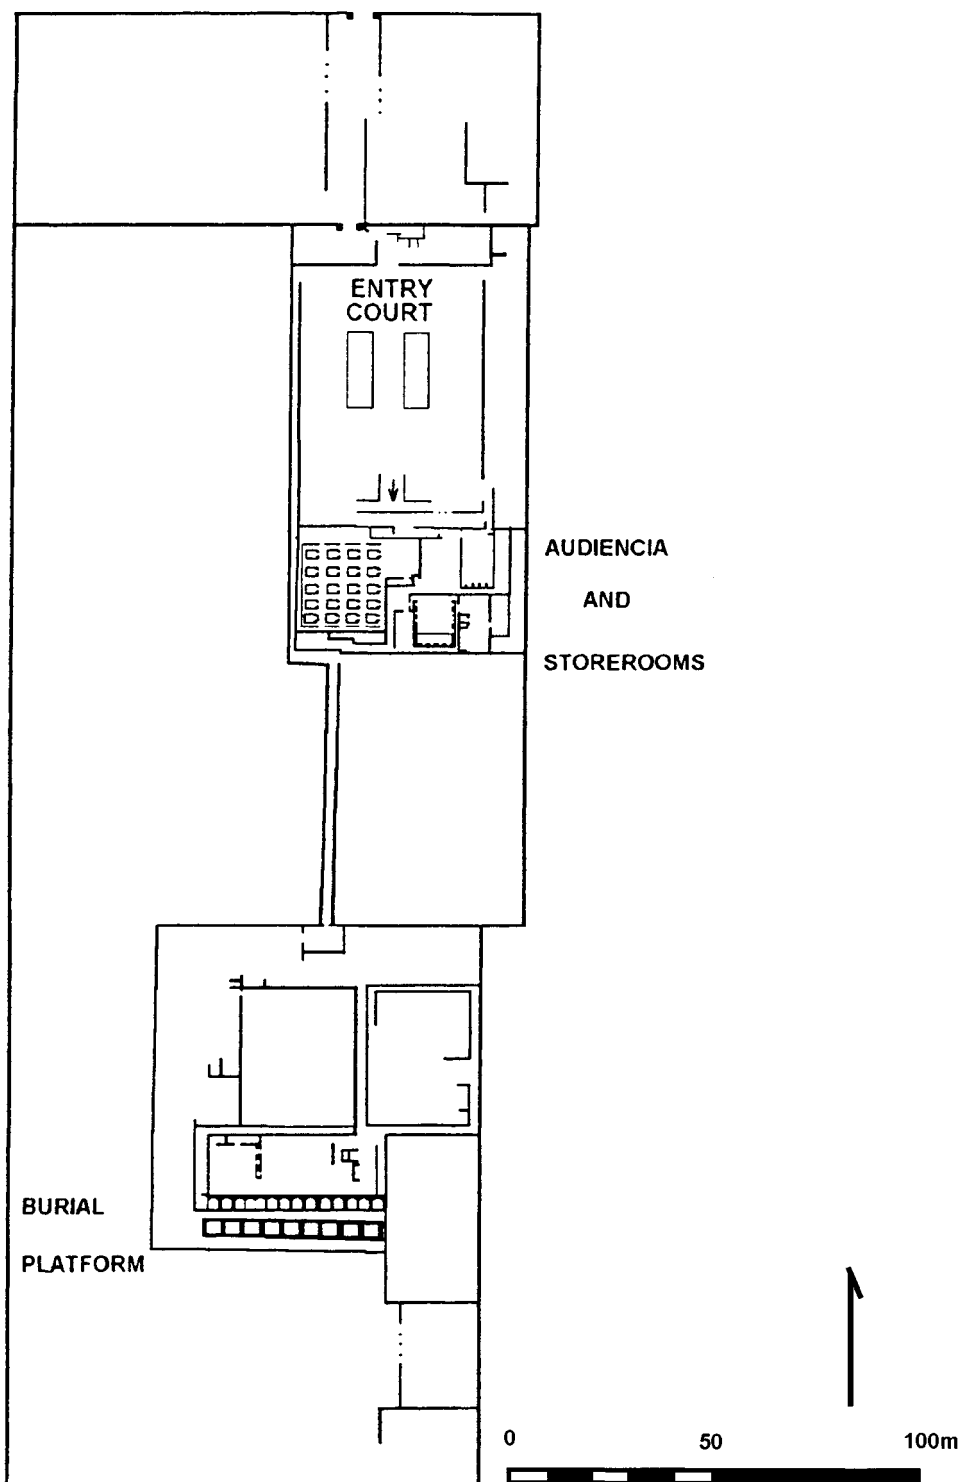 ENTRY
COURT
AUDIENCIA
AND
STOREROOMS
BURIAL
PLATFORM
0 50 100m